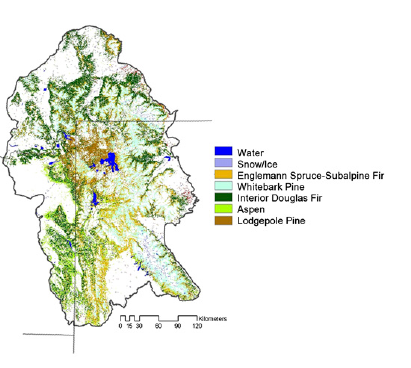 Water
Snow/Ice
Englemann Spruce-Subalpine Fir
Whitebark Pine
Interior Douglas Fir
Aspen
Lodgepole Pine
Kilometers
0 15 30 60 90 120